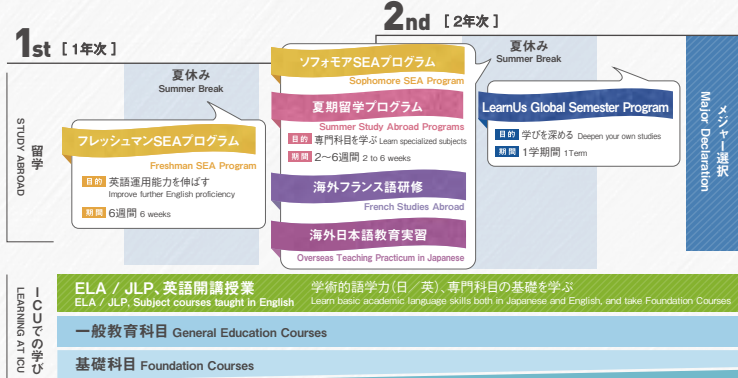 1st [ 1年次 ]
2nd [ 2年次 ]
夏休み
Summer Break
夏休み
Summer Break
留学
STUDY ABROAD
フレッシュマンSEAプログラム
Freshman SEA Program
目的 英語運用能力を伸ばす
Improve further English proficiency
期間 6週間 6 weeks
ソフォモアSEAプログラム
Sophomore SEA Program
夏期留学プログラム
Summer Study Abroad Programs
目的 専門科目を学ぶ Learn specialized subjects
期間 2〜6週間 2 to 6 weeks
海外フランス語研修
French Studies Abroad
海外日本語教育実習
Overseas Teaching Practicum in Japanese
LearnUs Global Semester Program
目的 学びを深める Deepen your own studies
期間 1学期間 1Term
メジャー選択
Major Declaration
ICUでの学び
LEARNING AT ICU
ELA / JLP、英語開講授業
ELA / JLP, Subject courses taught in English
学術的語学力(日/英)、専門科目の基礎を学ぶ
Learn basic academic language skills both in Japanese and English, and take Foundation Courses
一般教育科目 General Education Courses
基礎科目 Foundation Courses